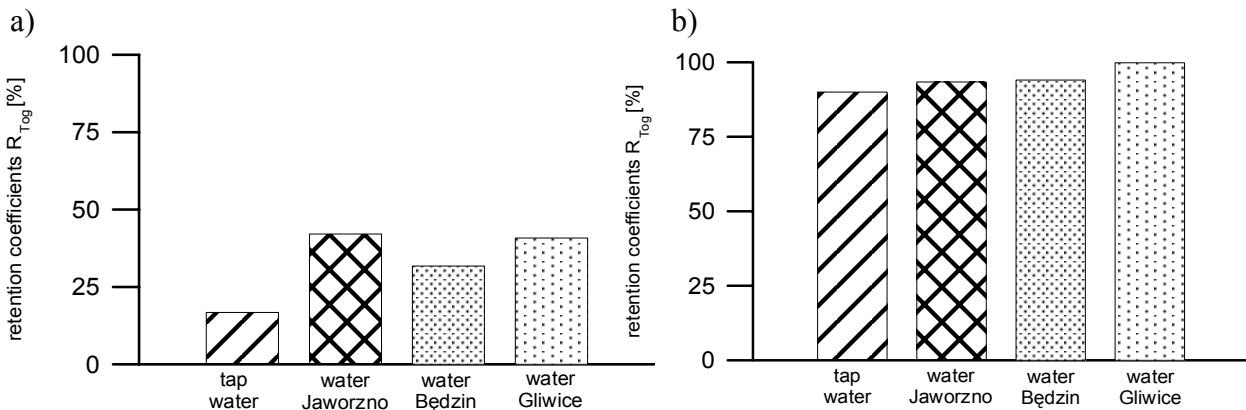 a)
retention coefficients R_Tog [%]
100
75
50
25
0
tap
water
water
Jaworzno
water
Będzin
water
Gliwice
b)
retention coefficients R_Tog [%]
100
75
50
25
0
tap
water
water
Jaworzno
water
Będzin
water
Gliwice